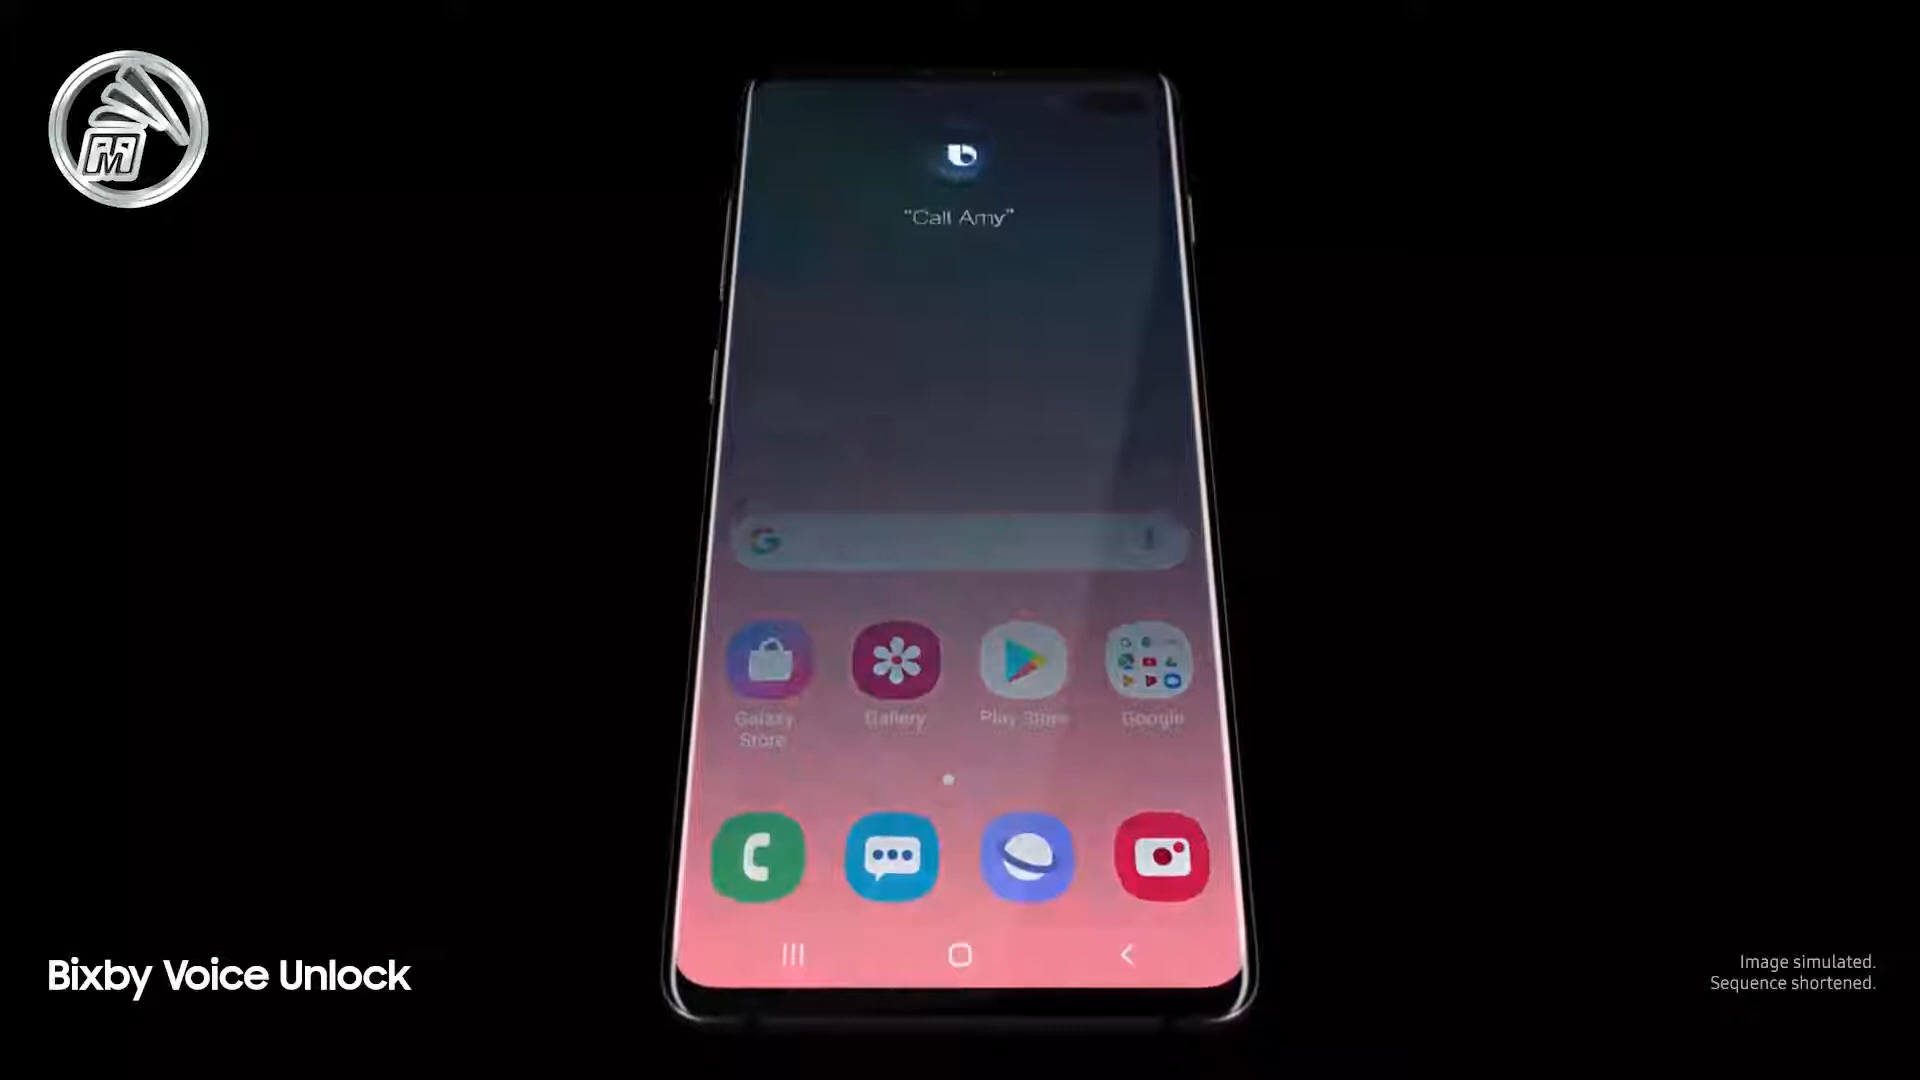 "Call Amy"
Galaxy
Store
Gallery
Play Store
Google
Bixby Voice Unlock
Image simulated.
Sequence shortened.